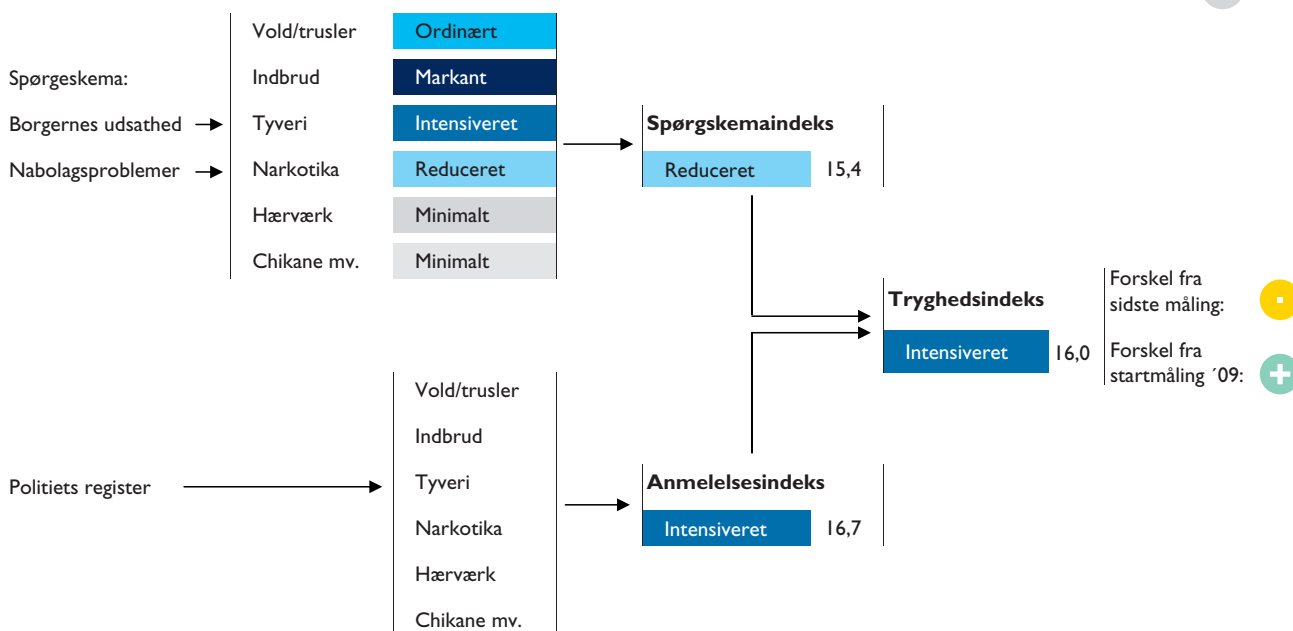 Spørgeskema:
Borgernes udsathed
Nabolagsproblemer
Vold/trusler Ordinært
Indbrud Markant
Tyveri Intensiveret
Narkotika Reduceret
Hærværk Minimalt
Chikane mv. Minimalt
Spørgskemaindeks
Reduceret 15,4
Politiets register
Vold/trusler
Indbrud
Tyveri
Narkotika
Hærværk
Chikane mv.
Anmelelsesindeks
Intensiveret 16,7
Tryghedsindeks
Intensiveret 16,0
Forskel fra
sidste måling:
Forskel fra
startmåling ´09: